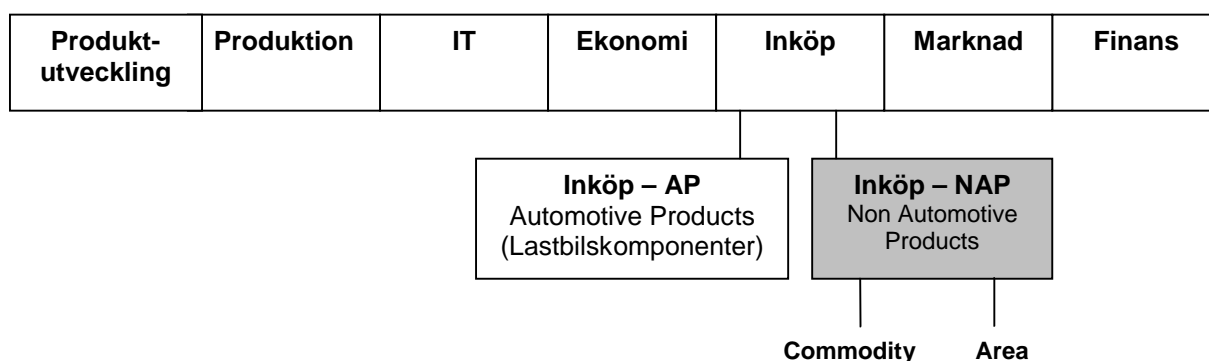 Produkt-
utveckling
Produktion
IT
Ekonomi
Inköp
Marknad
Finans
Inköp – AP
Automotive Products
(Lastbilskomponenter)
Inköp – NAP
Non Automotive
Products
Commodity
Area